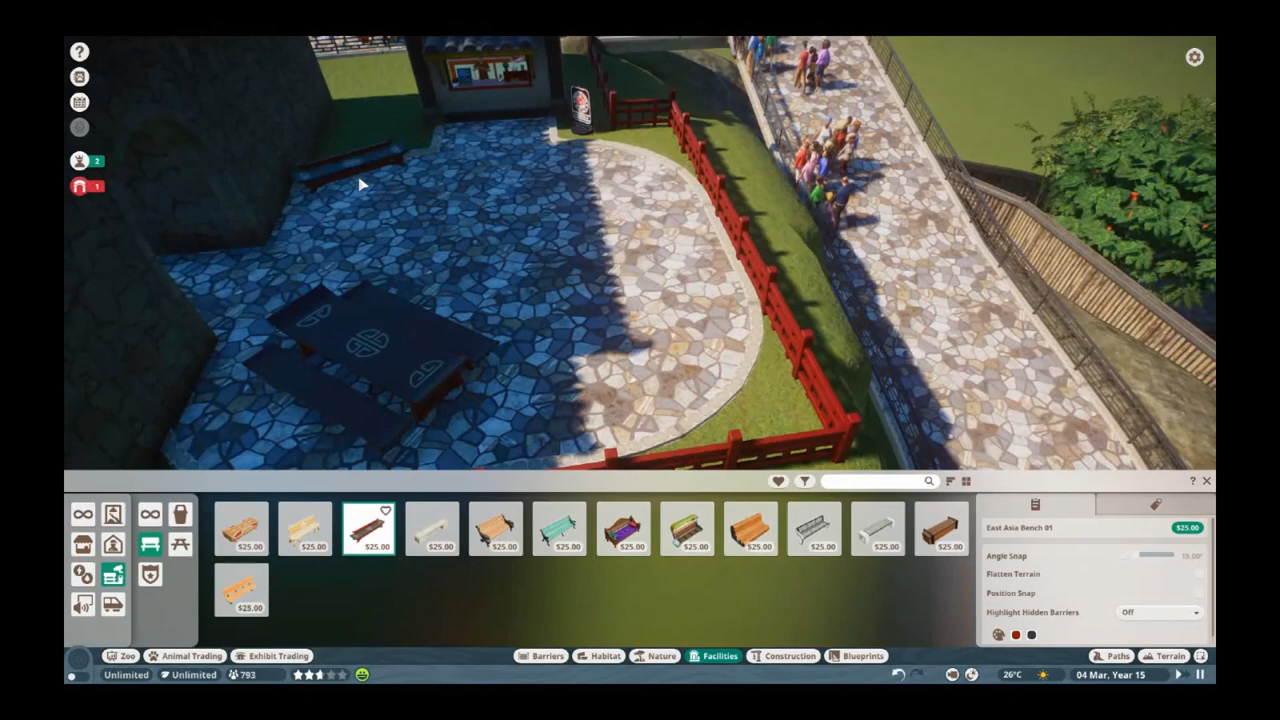 ?
2
1
? ×
$25.00 $25.00 $25.00 $25.00 $25.00 $25.00 $25.00 $25.00 $25.00 $25.00 $25.00 $25.00
$25.00
East Asia Bench 01 $25.00
Angle Snap 15.00°
Flatten Terrain
Position Snap
Highlight Hidden Barriers Off
Zoo Animal Trading Exhibit Trading Barriers Habitat Nature Facilities Construction Blueprints Paths Terrain
Unlimited Unlimited 793 26°C 04 Mar, Year 15